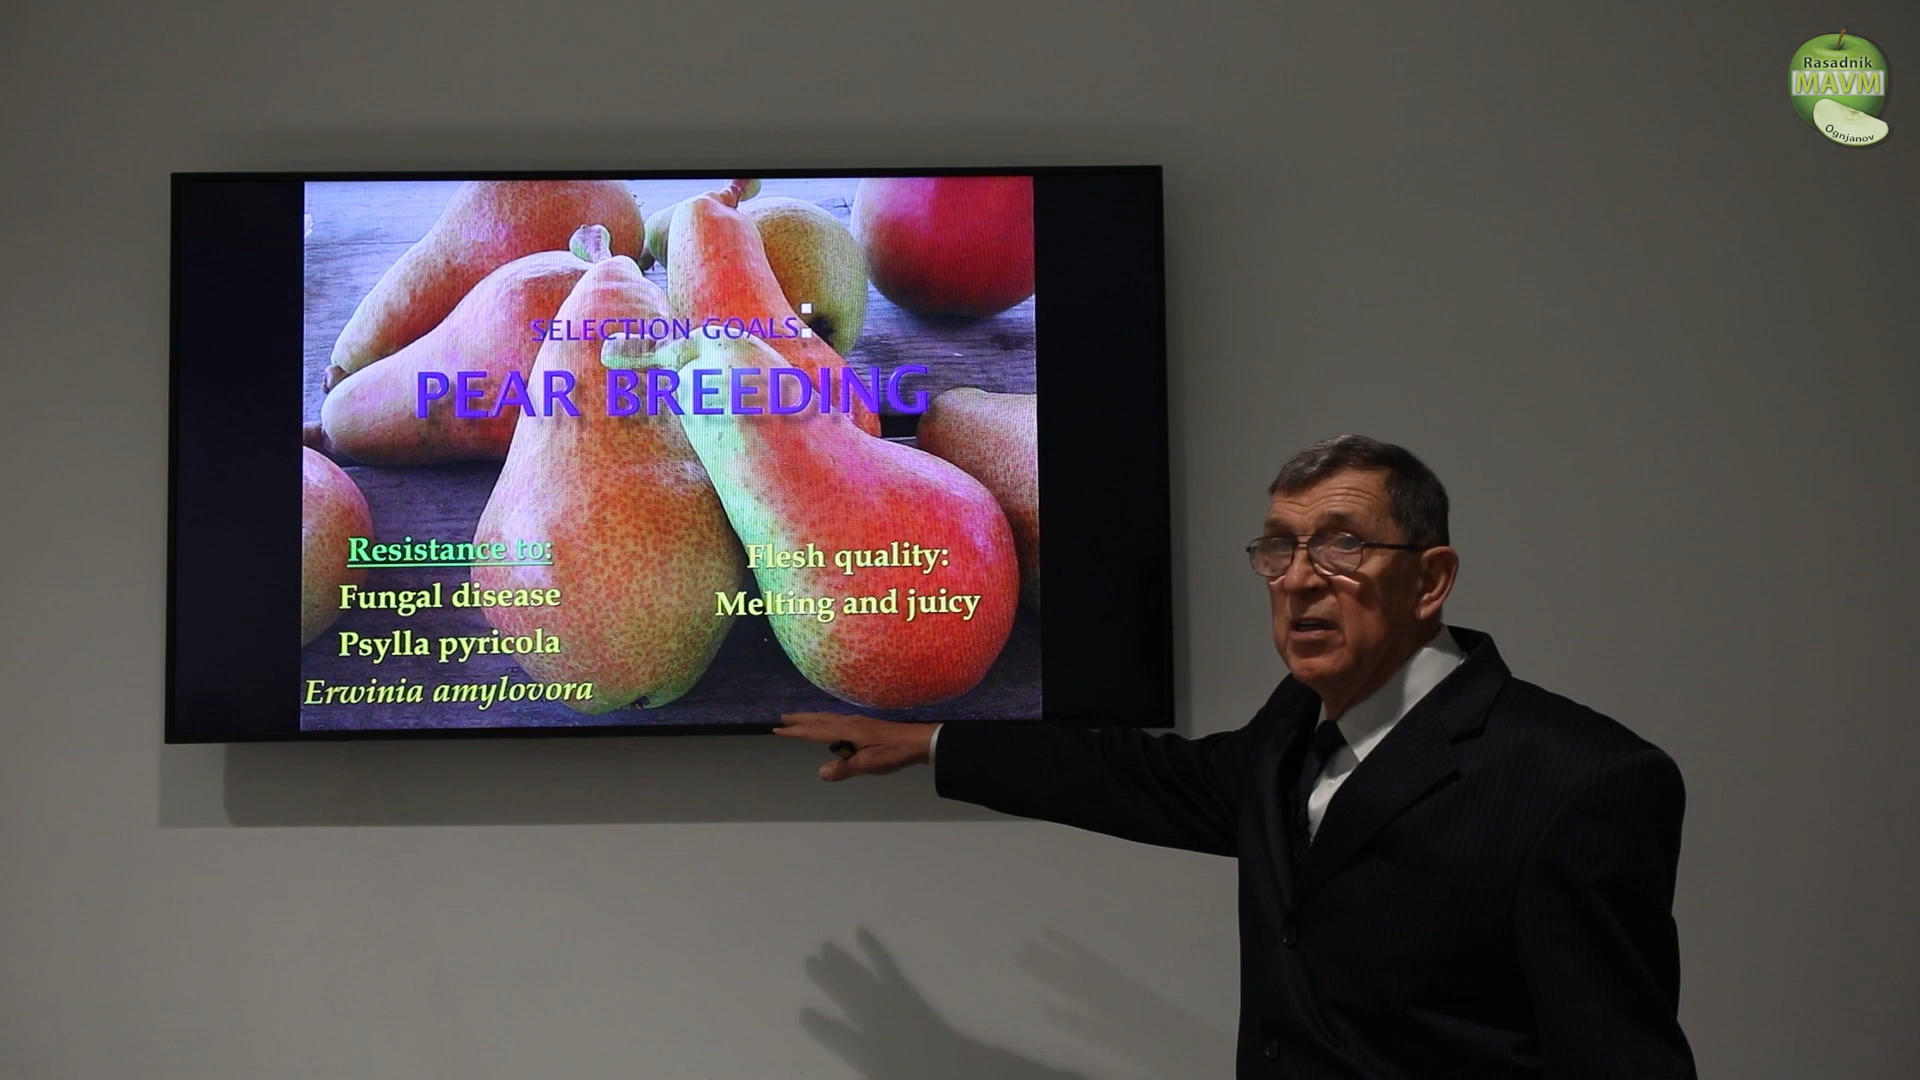 Rasadnik
MAVM
Ognjanov
SELECTION GOALS:
PEAR BREEDING
Resistance to:
Fungal disease
Psylla pyricola
Erwinia amylovora
Flesh quality:
Melting and juicy